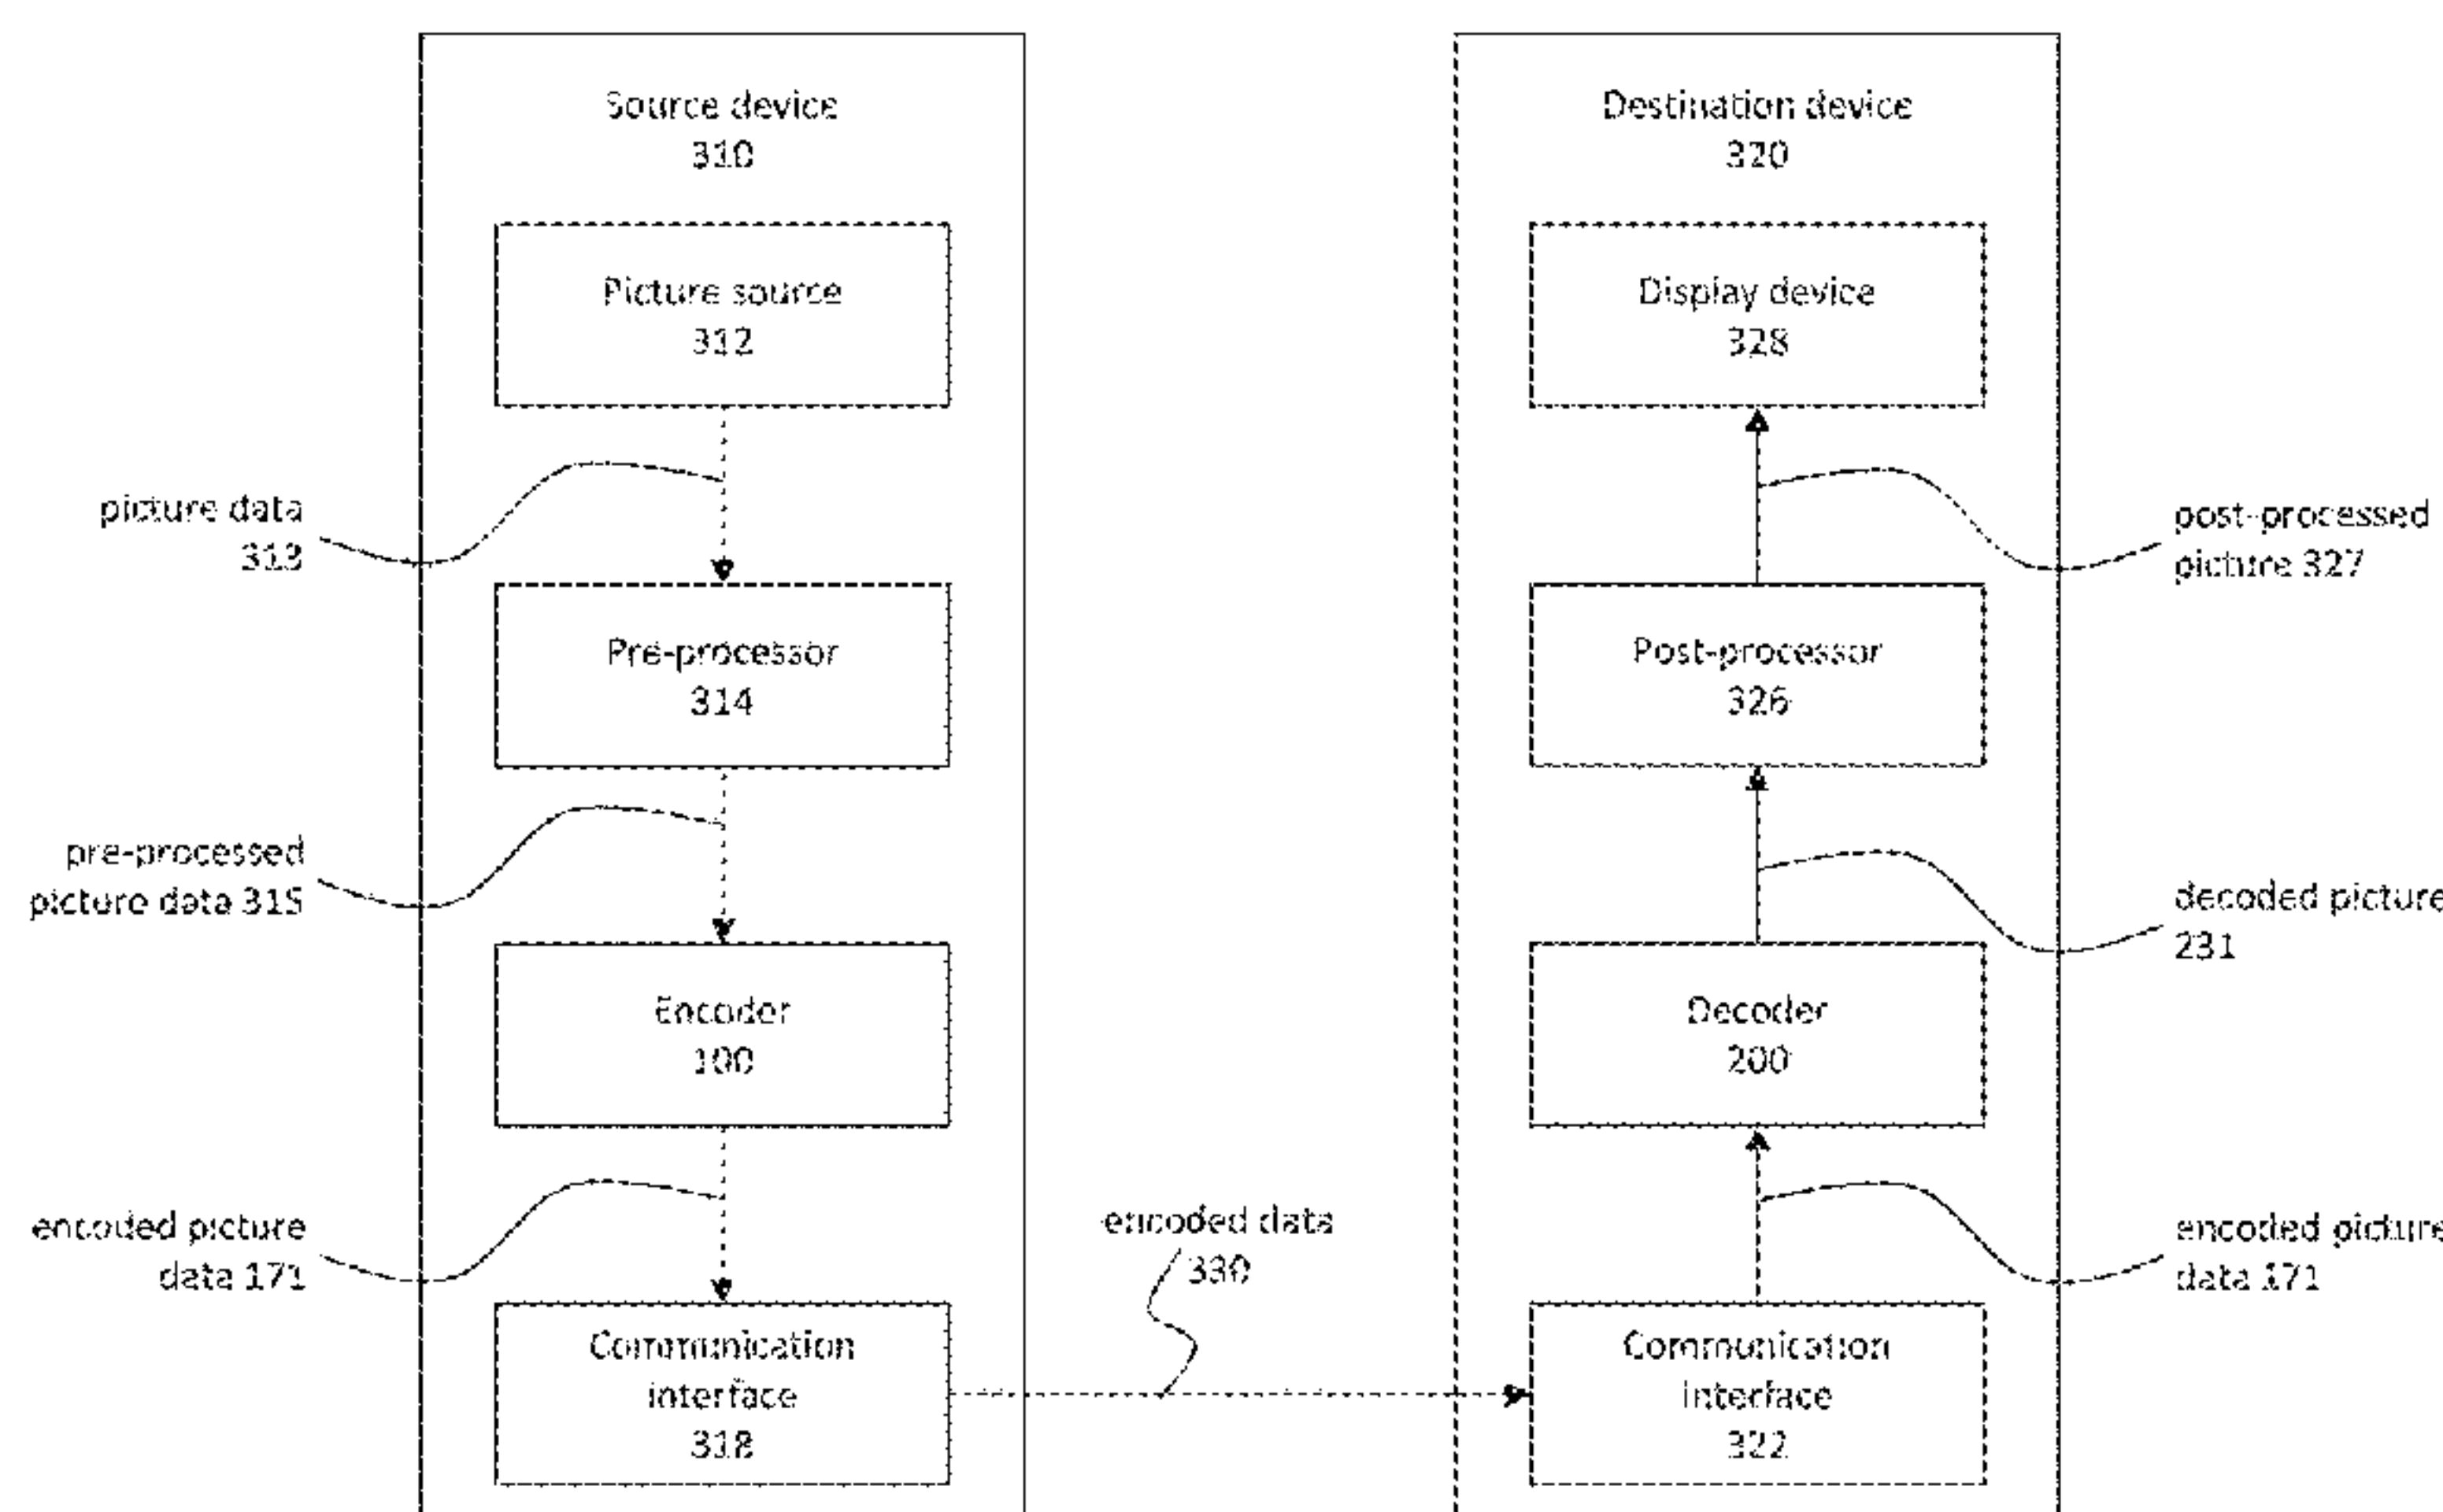 Source device
310
Picture source
312
picture data
313
Pre-processor
314
pre-processed
picture data 315
Encoder
100
encoded picture
data 171
Communication
interface
318
encoded data
330
Destination device
320
Display device
328
post-processed
picture 327
Post-processor
326
decoded picture
231
Decoder
200
encoded picture
data 171
Communication
interface
322